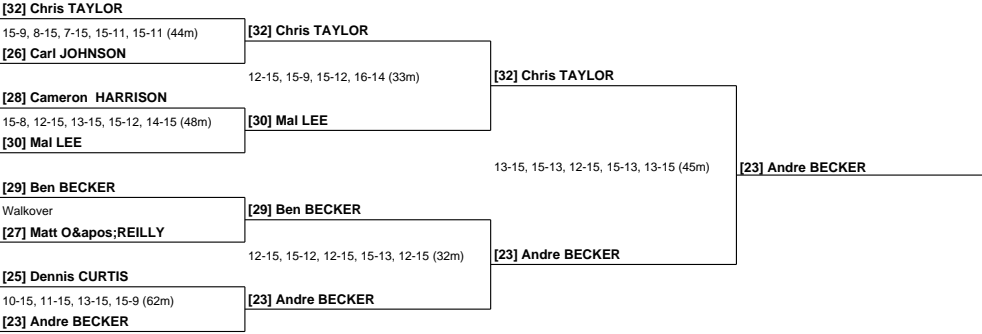 [32] Chris TAYLOR
15-9, 8-15, 7-15, 15-11, 15-11 (44m)
[26] Carl JOHNSON
[32] Chris TAYLOR
12-15, 15-9, 15-12, 16-14 (33m)
[28] Cameron  HARRISON
15-8, 12-15, 13-15, 15-12, 14-15 (48m)
[30] Mal LEE
[30] Mal LEE
[32] Chris TAYLOR
13-15, 15-13, 12-15, 15-13, 13-15 (45m)
[23] Andre BECKER
[29] Ben BECKER
Walkover
[27] Matt O&apos;REILLY
[29] Ben BECKER
12-15, 15-12, 12-15, 15-13, 12-15 (32m)
[23] Andre BECKER
[25] Dennis CURTIS
10-15, 11-15, 13-15, 15-9 (62m)
[23] Andre BECKER
[23] Andre BECKER